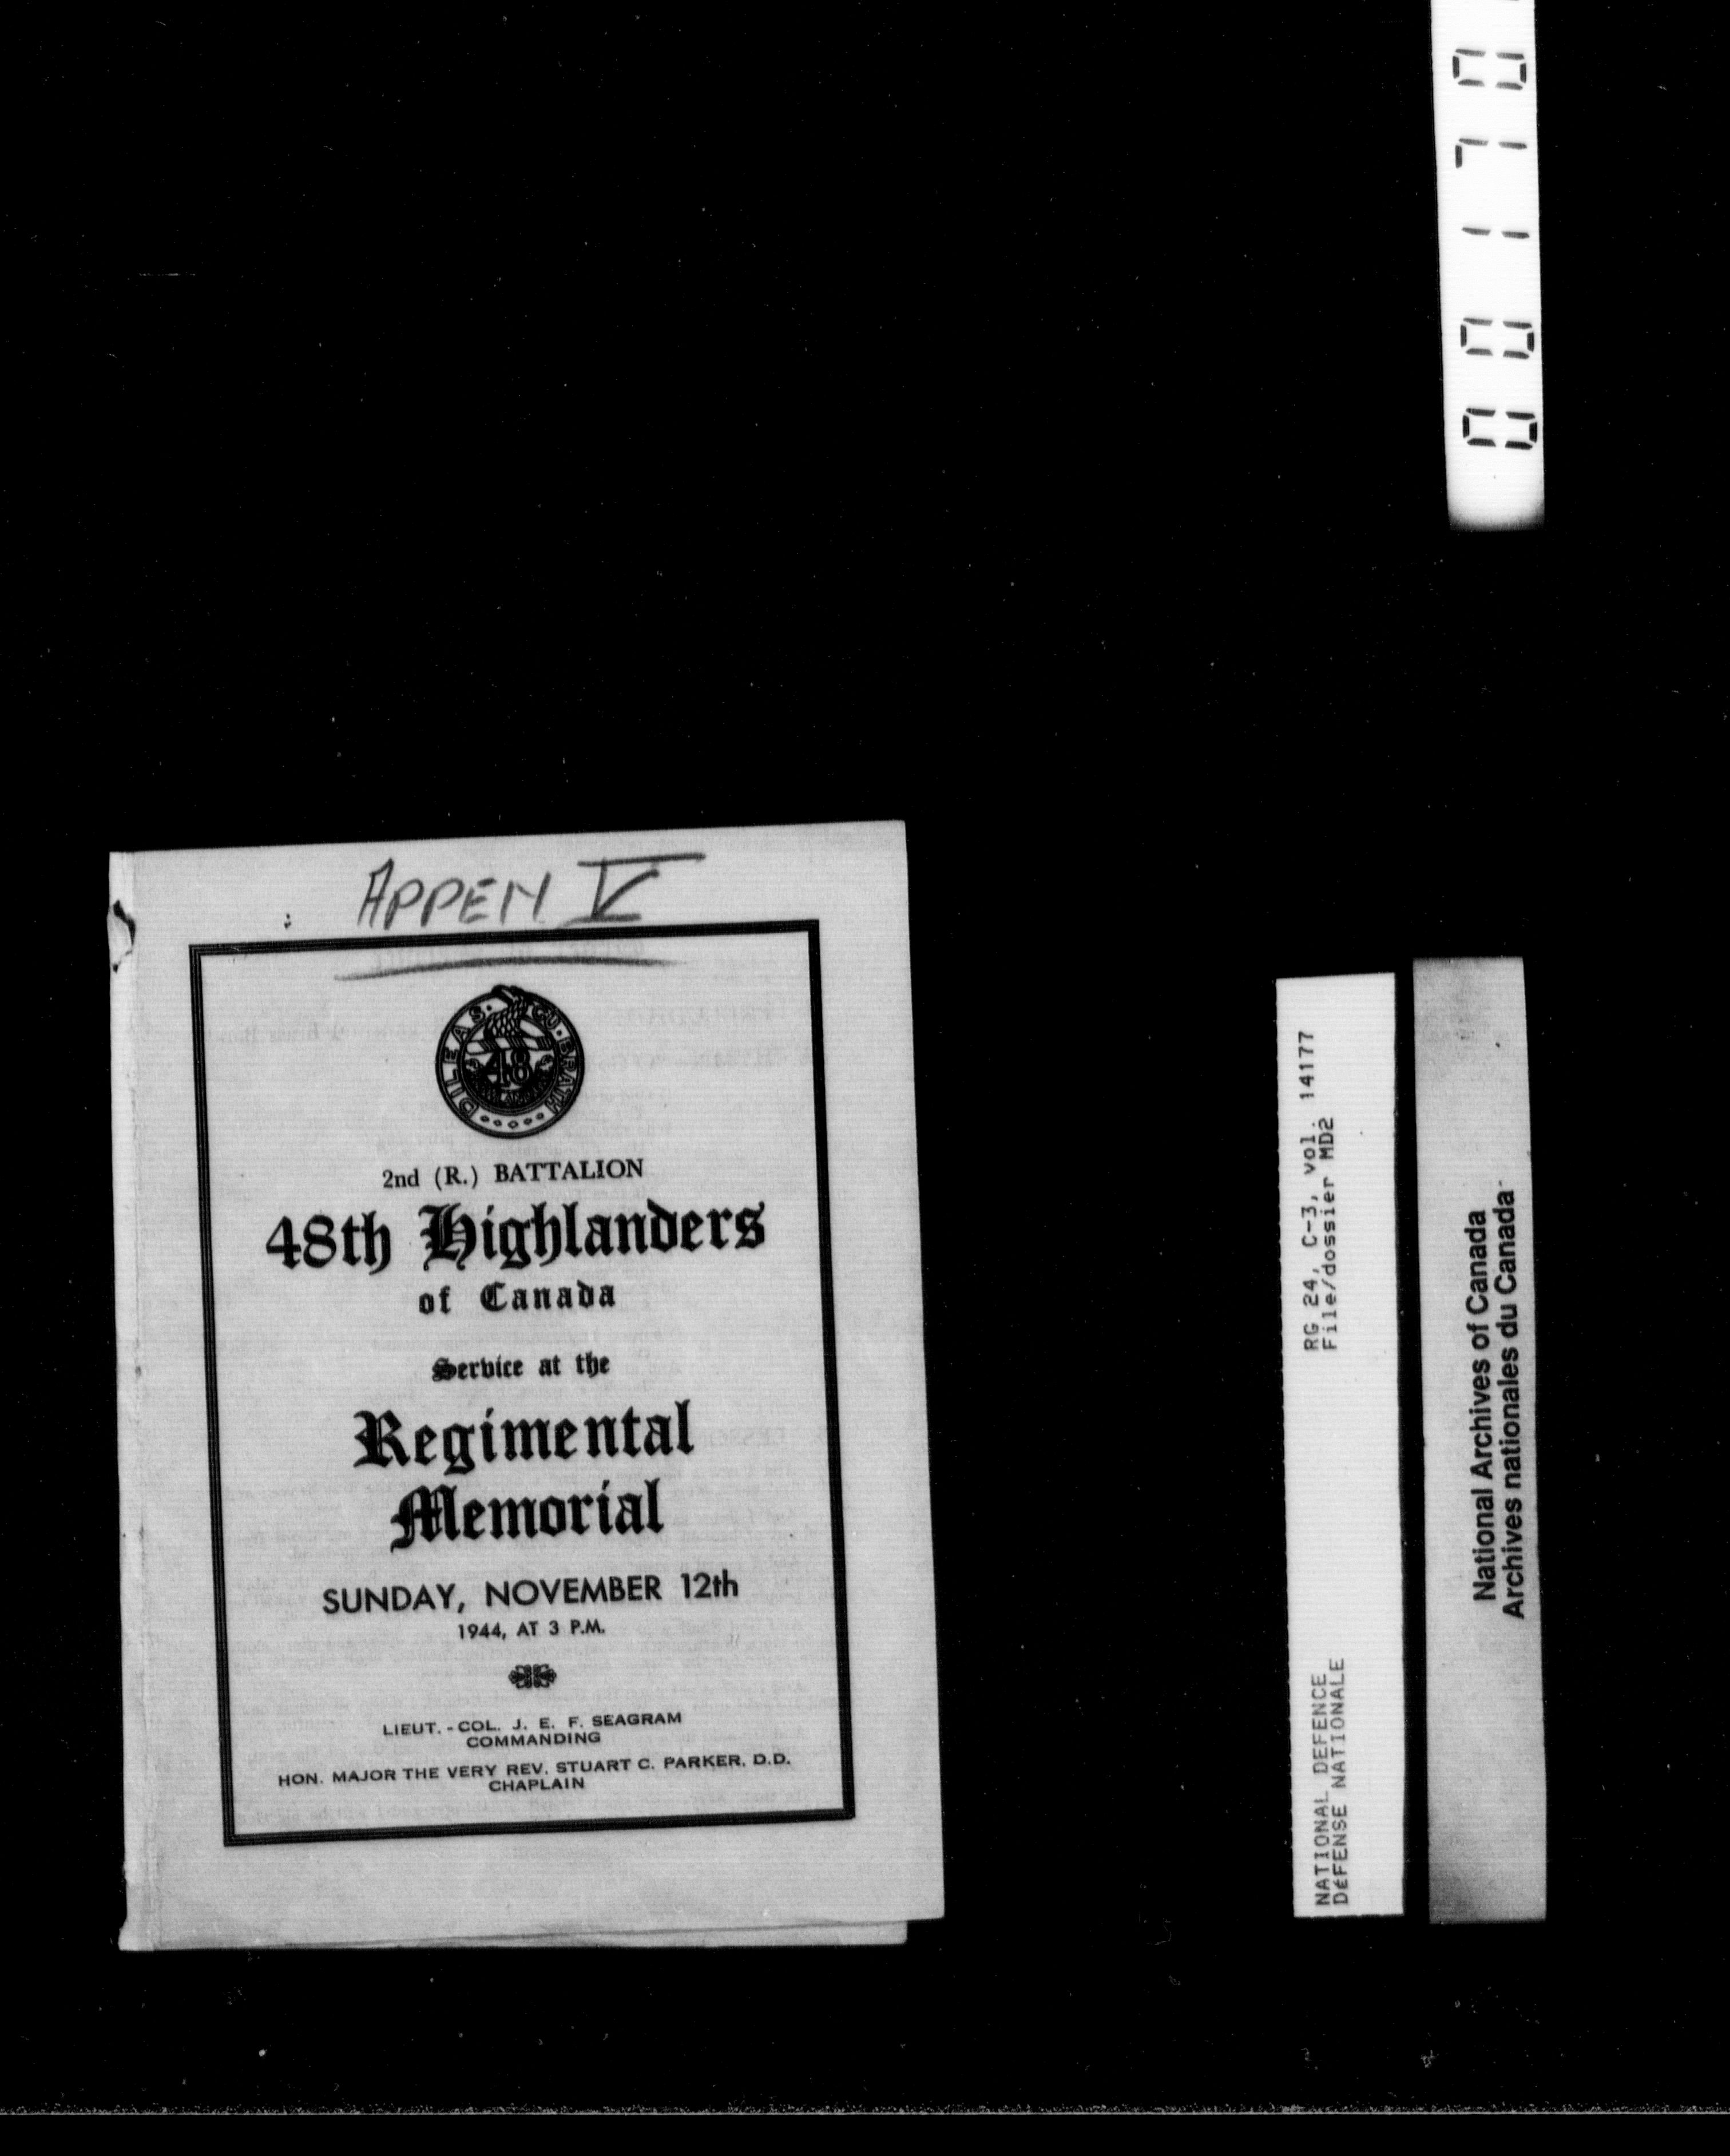 APPEN V
DILEAS GU BRATH
48
2nd (R.) BATTALION
48th Highlanders
of Canada
Service at the
Regimental
Memorial
SUNDAY, NOVEMBER 12th
1944, AT 3 P.M.
LIEUT.-COL. J. E. F. SEAGRAM
COMMANDING
HON. MAJOR THE VERY REV. STUART C. PARKER, D.D.
CHAPLAIN
00170
RG 24, C-3, vol. 14177
File/dossier MD2
NATIONAL DEFENCE
DéFENSE NATIONALE
National Archives of Canada
Archives nationales du Canada